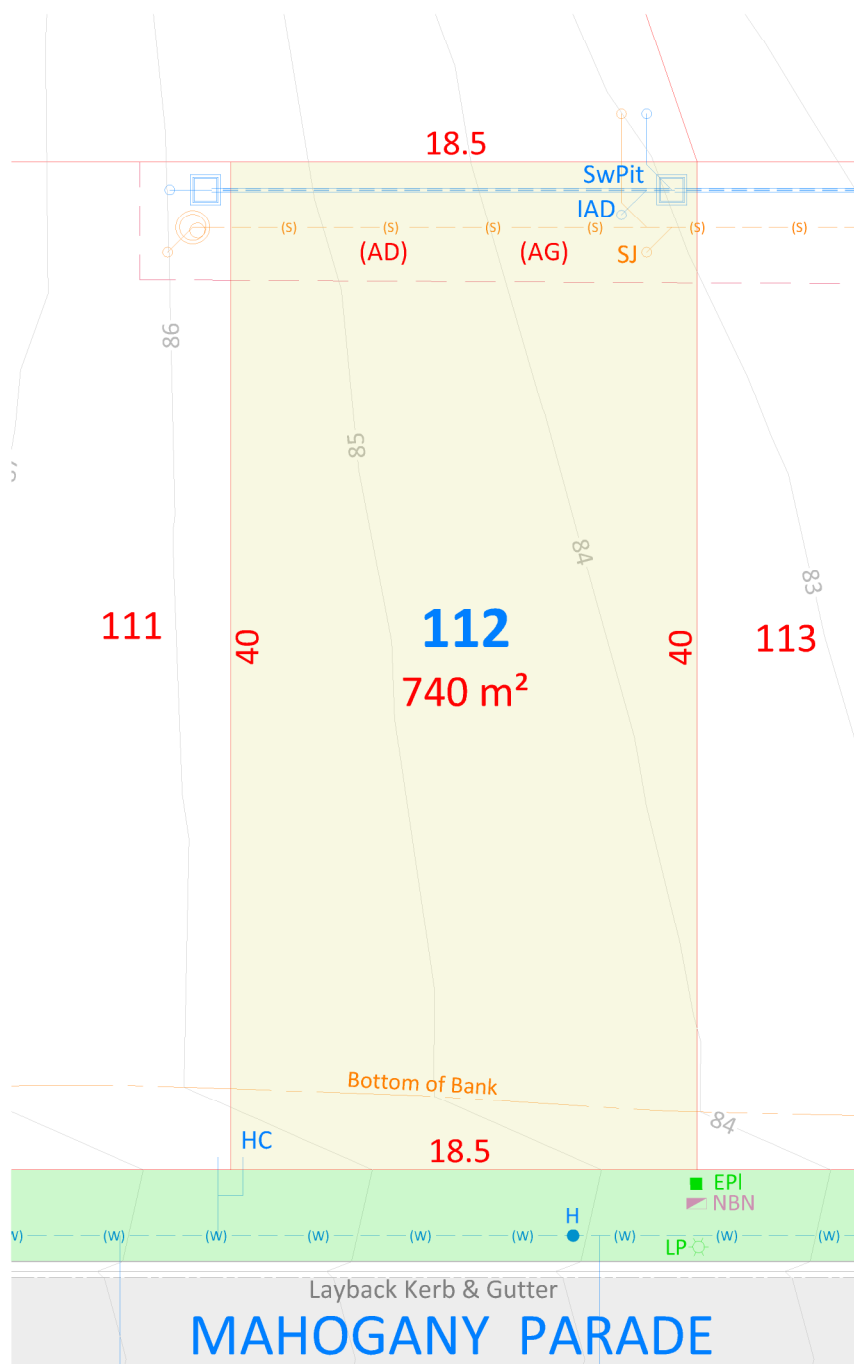 18.5
SwPit
IAD
(S) (S) (S) (S) (S) (S)
(AD) (AG) SJ
86
85
84
83
111 40 112 40 113
740 m²
Bottom of Bank
84
HC 18.5
EPI
NBN
H
(W) (W) (W) (W) (W) (W) (W) (W) (W)
LP
Layback Kerb & Gutter
MAHOGANY PARADE